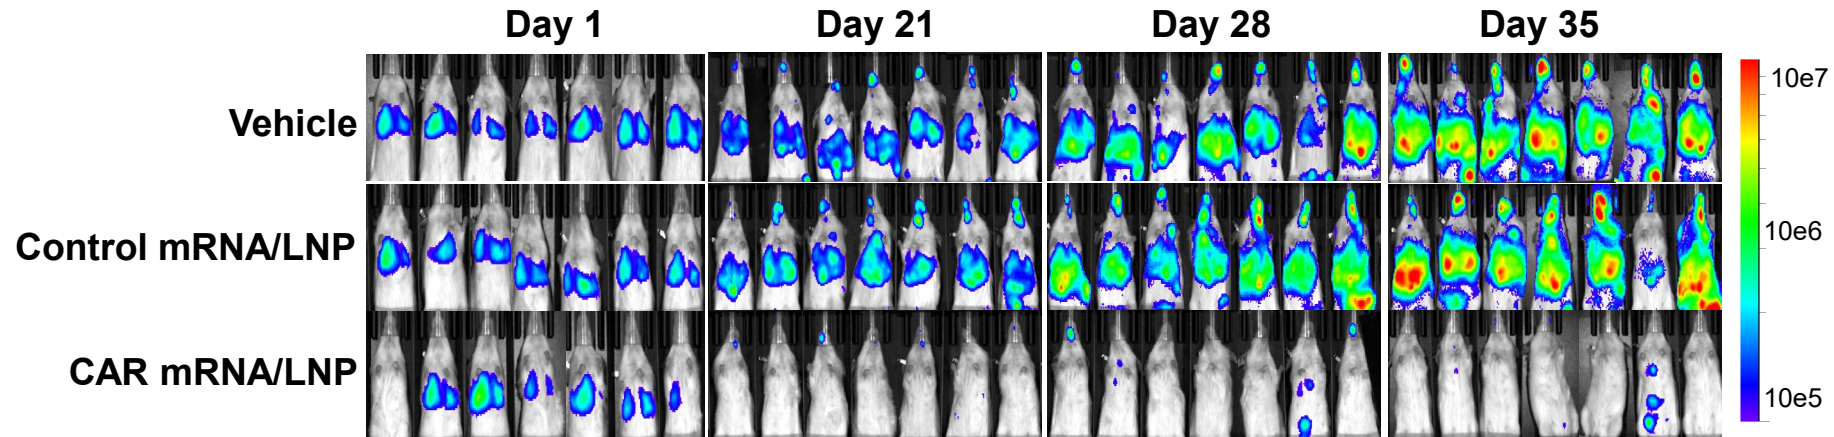 Day 1 Day 21 Day 28 Day 35
10e7
Vehicle
10e6
Control mRNA/LNP
CAR mRNA/LNP
10e5